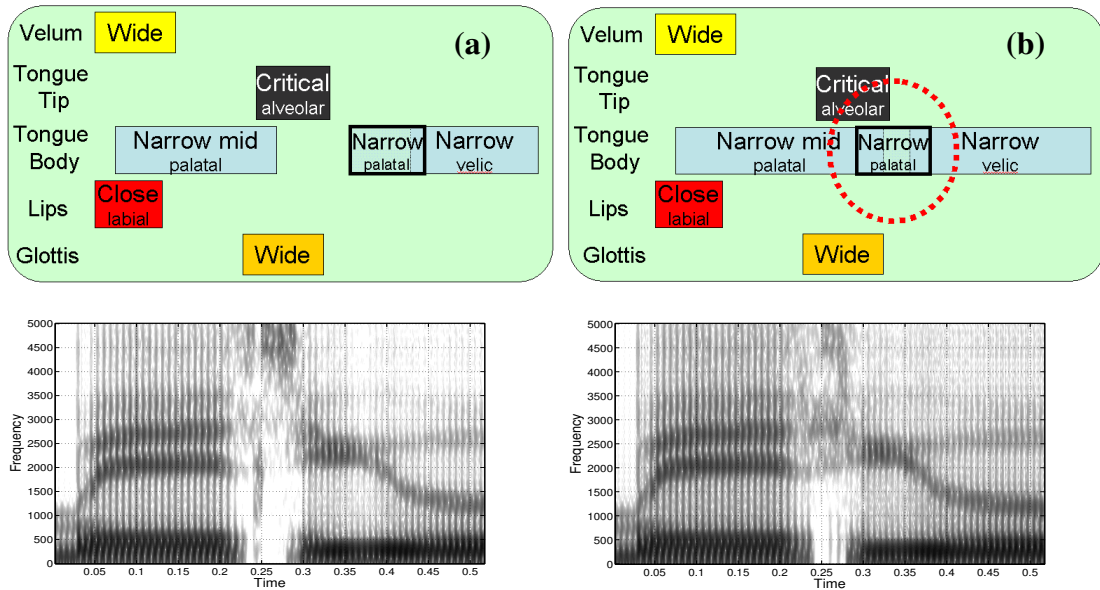 Velum
Wide
(a)
Tongue
Tip
Critical
alveolar
Tongue
Body
Narrow mid
palatal
Narrow
palatal
Narrow
velic
Lips
Close
labial
Glottis
Wide
Velum
Wide
(b)
Tongue
Tip
Critical
alveolar
Tongue
Body
Narrow mid
palatal
Narrow
palatal
Narrow
velic
Lips
Close
labial
Glottis
Wide
5000
4500
4000
3500
3000
2500
2000
1500
1000
500
0
Frequency
0.05 0.1 0.15 0.2 0.25 0.3 0.35 0.4 0.45 0.5
Time
5000
4500
4000
3500
3000
2500
2000
1500
1000
500
0
Frequency
0.05 0.1 0.15 0.2 0.25 0.3 0.35 0.4 0.45 0.5
Time